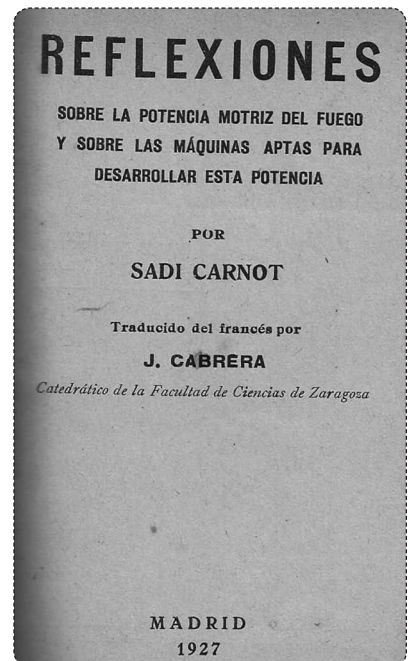 REFLEXIONES
SOBRE LA POTENCIA MOTRIZ DEL FUEGO
Y SOBRE LAS MÁQUINAS APTAS PARA
DESARROLLAR ESTA POTENCIA
POR
SADI CARNOT
Traducido del francés por
J. CABRERA
Catedrático de la Facultad de Ciencias de Zaragoza
MADRID
1927